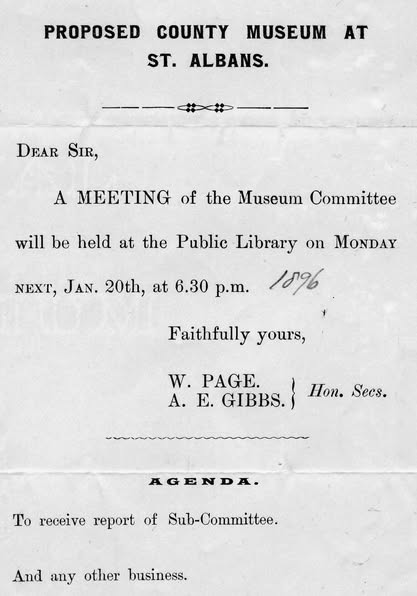 PROPOSED COUNTY MUSEUM AT
ST. ALBANS.
DEAR SIR,
A MEETING of the Museum Committee
will be held at the Public Library on MONDAY
NEXT, JAN. 20th, at 6.30 p.m. 1896
Faithfully yours,
W. PAGE.
A. E. GIBBS. } Hon. Secs.
AGENDA.
To receive report of Sub-Committee.
And any other business.